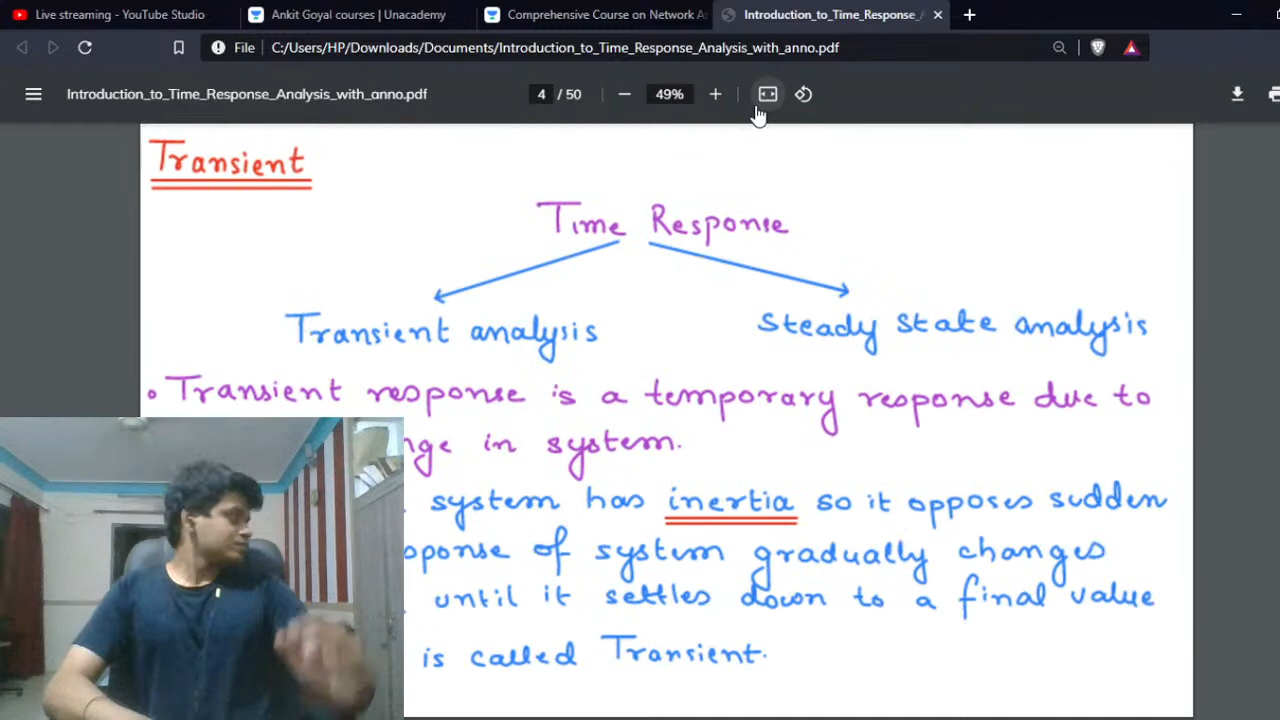 Live streaming - YouTube Studio
Ankit Goyal courses | Unacademy
Comprehensive Course on Network A
Introduction_to_Time_Response_A
File C:/Users/HP/Downloads/Documents/Introduction_to_Time_Response_Analysis_with_anno.pdf
Introduction_to_Time_Response_Analysis_with_anno.pdf 4 / 50 49%
Transient
Time Response
Transient analysis Steady state analysis
• Transient response is a temporary response due to
nge in system.
system has inertia so it opposes sudden
ponse of system gradually changes
until it settles down to a final value
is called Transient.